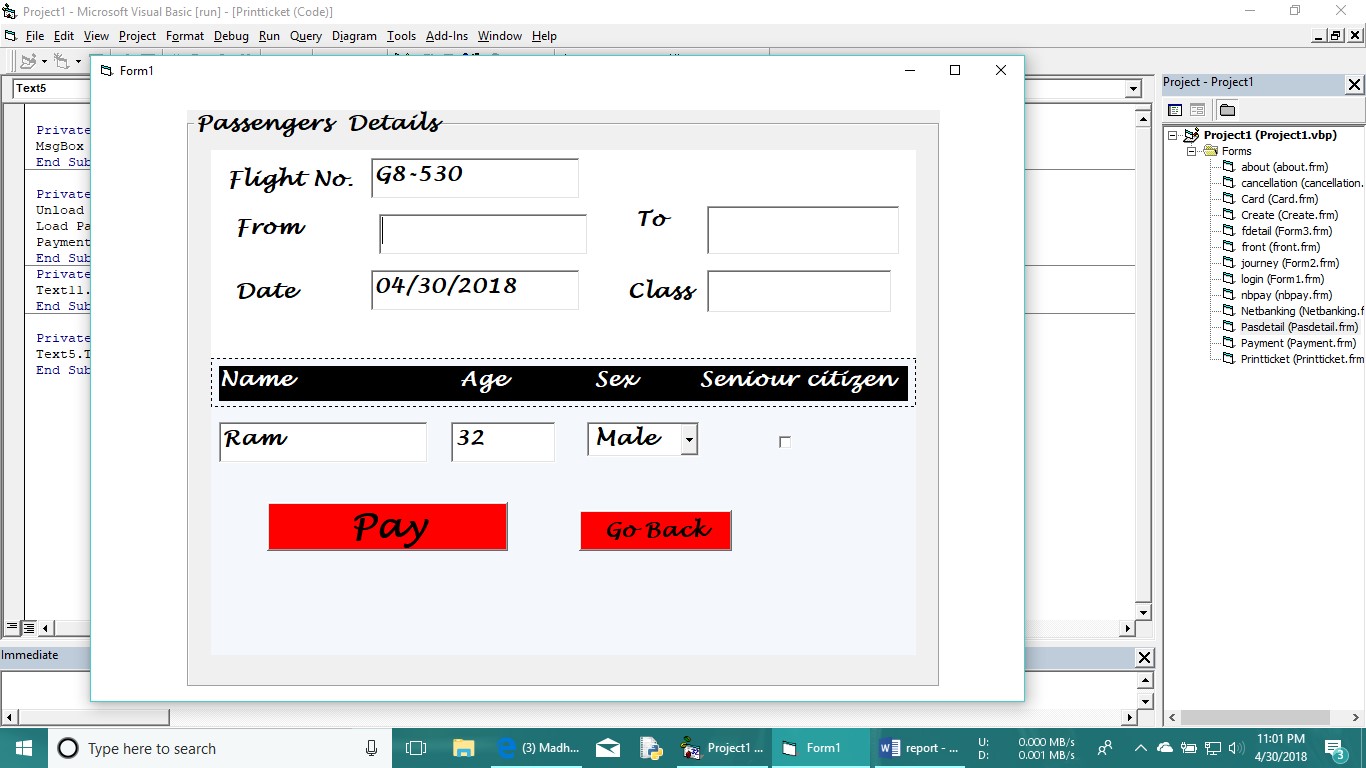 Project1 - Microsoft Visual Basic [run] - [Printticket (Code)]
File Edit View Project Format Debug Run Query Diagram Tools Add-Ins Window Help
Form1
Text5
Project - Project1
Private
MsgBox
End Sub
Private
Unload
Load Pa
Payment
End Sub
Private
Text11.
End Sub
Private
Text5.T
End Sub
Passengers Details
Flight No. G8-530
From To
Date 04/30/2018 Class
Name Age Sex Seniour citizen
Ram 32 Male
Pay Go Back
Project1 (Project1.vbp)
Forms
about (about.frm)
cancellation (cancellation.
Card (Card.frm)
Create (Create.frm)
fdetail (Form3.frm)
front (front.frm)
journey (Form2.frm)
login (Form1.frm)
nbpay (nbpay.frm)
Netbanking (Netbanking.f
Pasdetail (Pasdetail.frm)
Payment (Payment.frm)
Printticket (Printticket.frm
Immediate
Type here to search
(3) Madh...
Project1 ...
Form1
report - ...
U: 0.000 MB/s
D: 0.001 MB/s
11:01 PM
4/30/2018
3